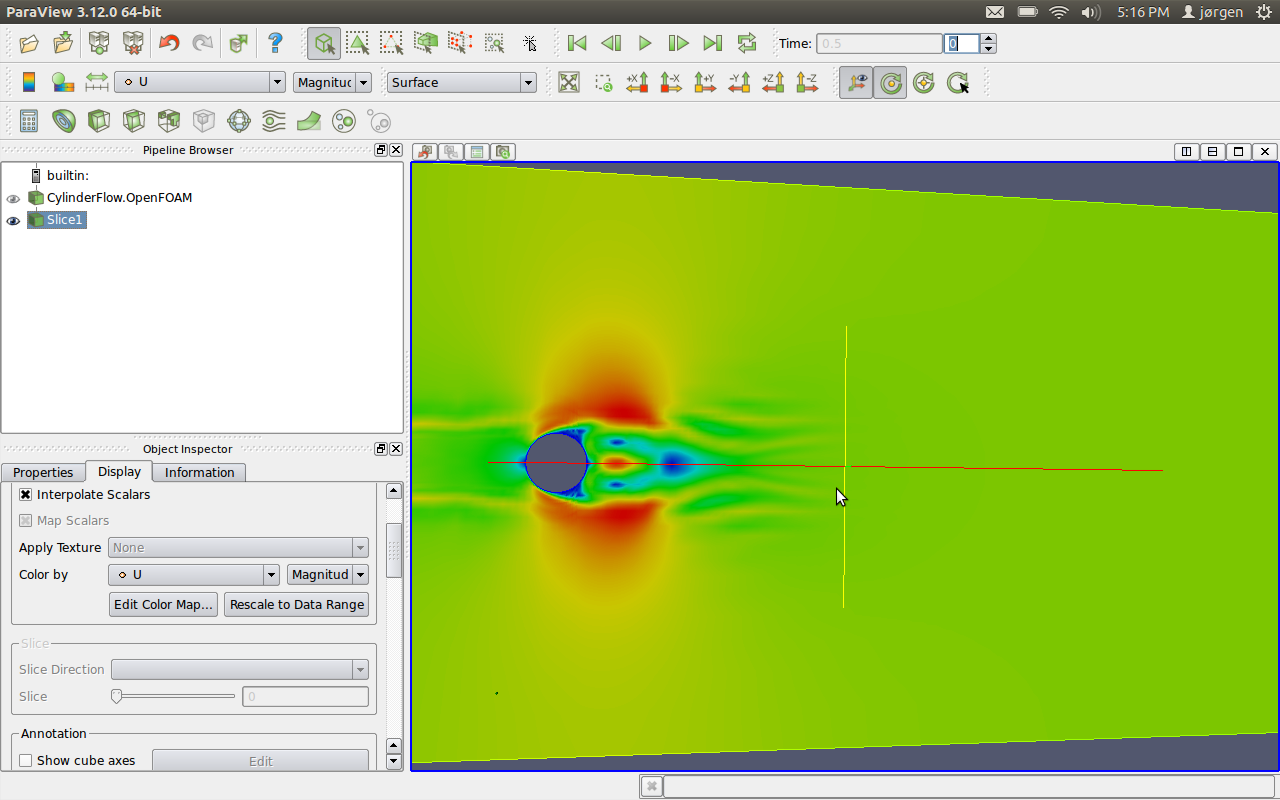 ParaView 3.12.0 64-bit
5:16 PM jørgen
Time: 0.5 0
U Magnitud Surface
+X -X +Y -Y +Z -Z
Pipeline Browser
builtin:
CylinderFlow.OpenFOAM
Slice1
Object Inspector
Properties Display Information
Interpolate Scalars
Map Scalars
Apply Texture None
Color by U Magnitud
Edit Color Map... Rescale to Data Range
Slice
Slice Direction
Slice 0
Annotation
Show cube axes Edit